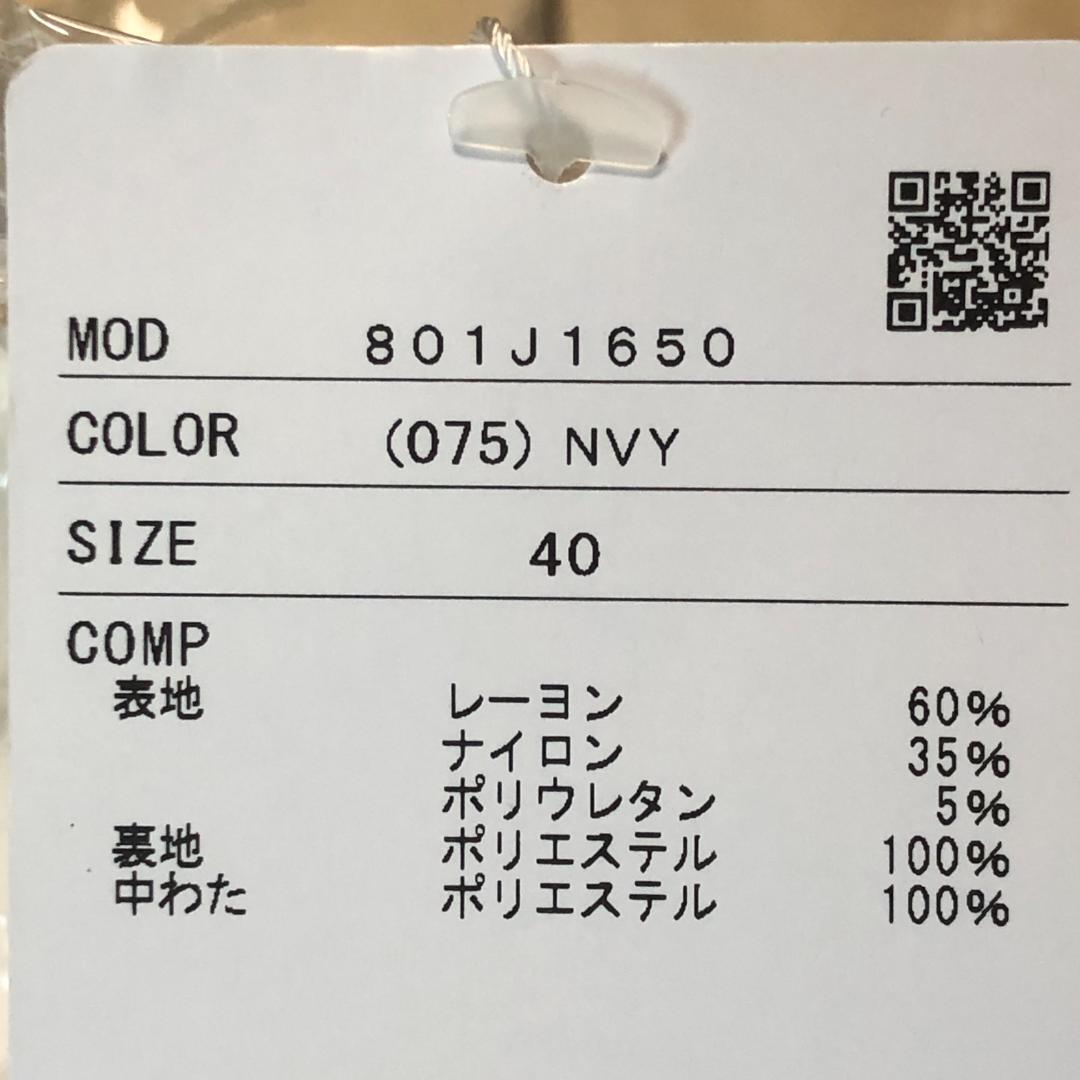 MOD 801J1650
COLOR (075) NVY
SIZE 40
COMP
表地 レーヨン 60%
ナイロン 35%
ポリウレタン 5%
裏地 ポリエステル 100%
中わた ポリエステル 100%